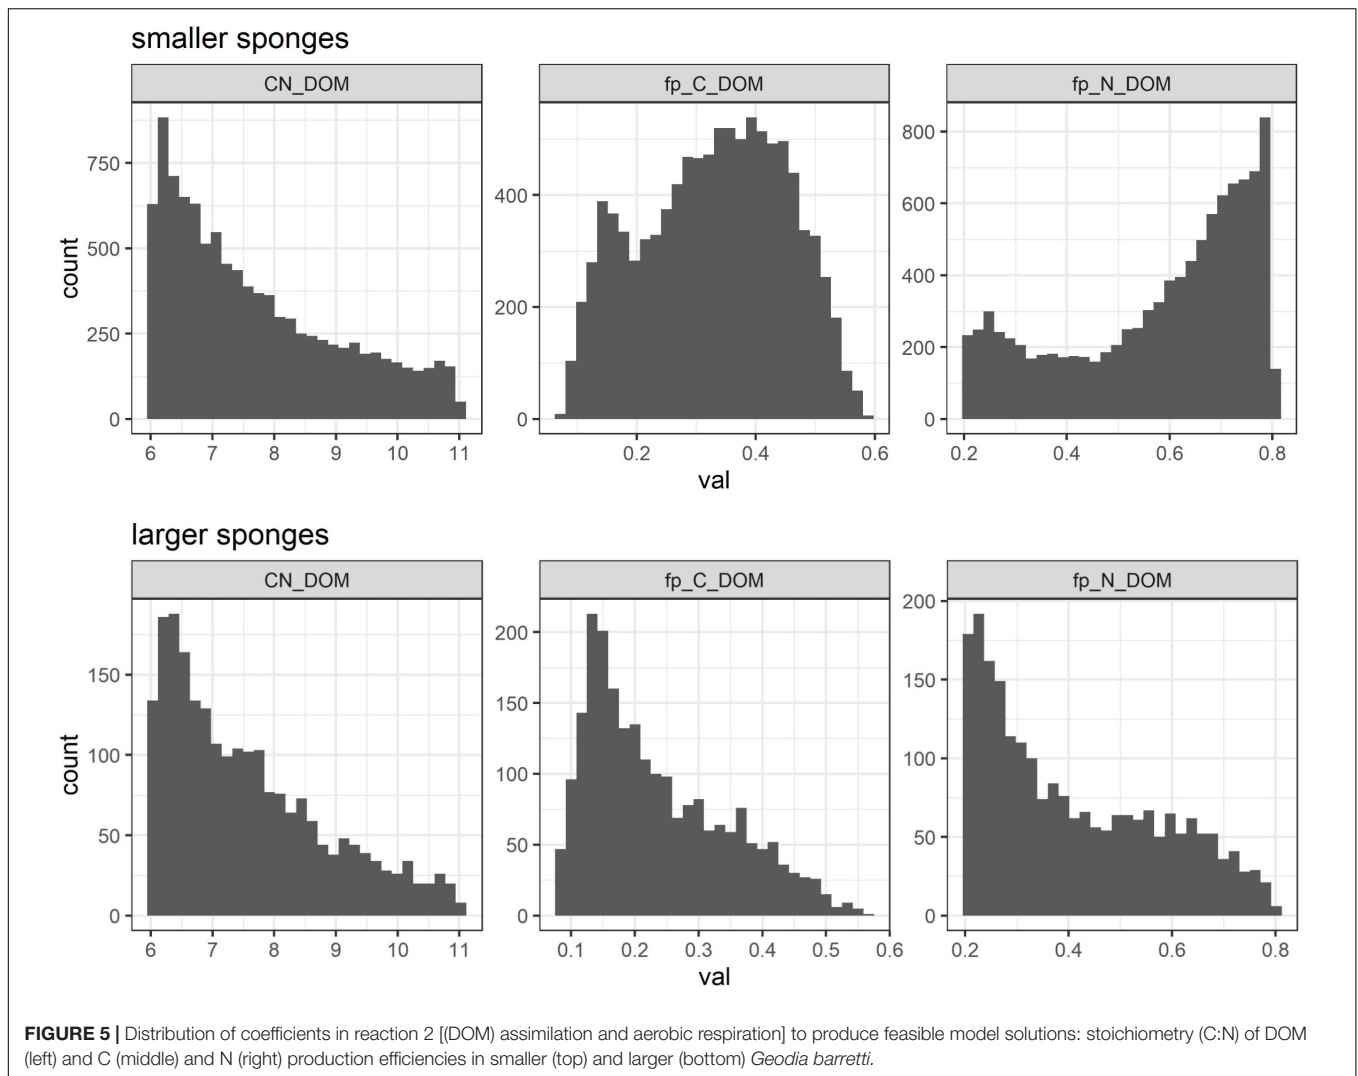 smaller sponges
CN_DOM
fp_C_DOM
fp_N_DOM
count
750
500
250
0
6 7 8 9 10 11
400
200
0
0.2 0.4 0.6
800
600
400
200
0
0.2 0.4 0.6 0.8
val
larger sponges
CN_DOM
fp_C_DOM
fp_N_DOM
count
150
100
50
0
6 7 8 9 10 11
200
150
100
50
0
0.1 0.2 0.3 0.4 0.5 0.6
200
150
100
50
0
0.2 0.4 0.6 0.8
val
FIGURE 5 | Distribution of coefficients in reaction 2 [(DOM) assimilation and aerobic respiration] to produce feasible model solutions: stoichiometry (C:N) of DOM
(left) and C (middle) and N (right) production efficiencies in smaller (top) and larger (bottom) Geodia barretti.